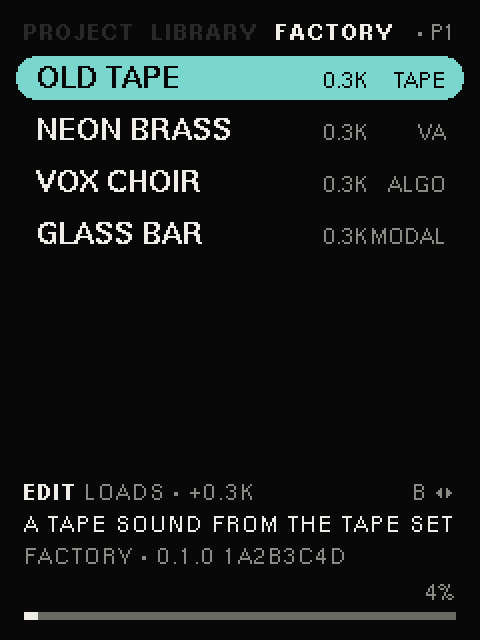 PROJECT LIBRARY FACTORY · P1
OLD TAPE 0.3K TAPE
NEON BRASS 0.3K VA
VOX CHOIR 0.3K ALGO
GLASS BAR 0.3K MODAL
EDIT LOADS · +0.3K B ◂▸
A TAPE SOUND FROM THE TAPE SET
FACTORY · 0.1.0 1A2B3C4D
4%